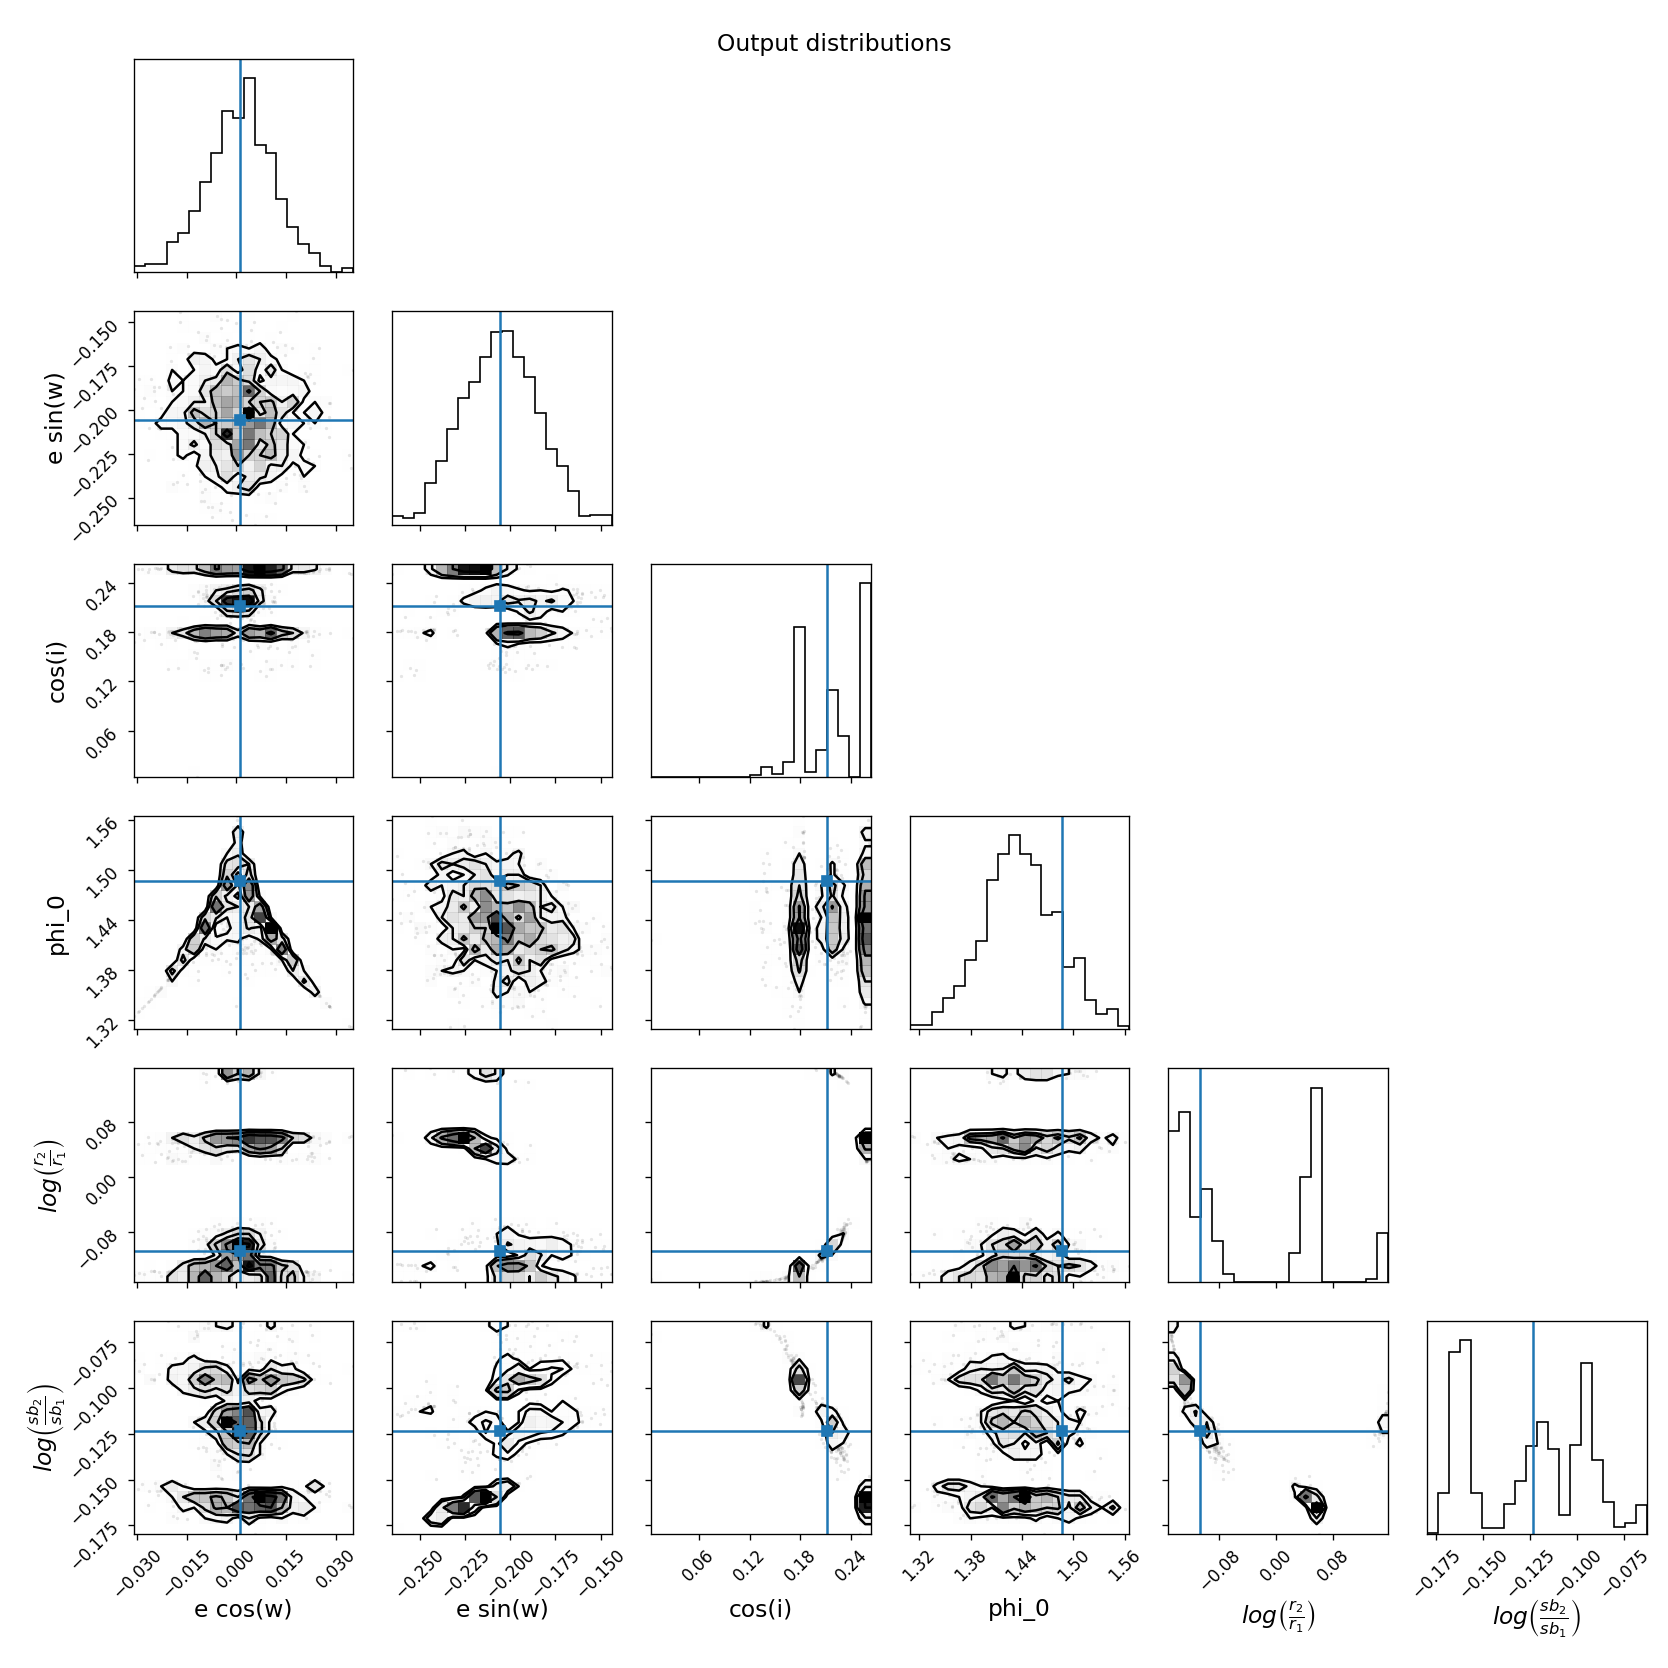 Output distributions
e sin(w)
−0.150
−0.175
−0.200
−0.225
−0.250
cos(i)
0.24
0.18
0.12
0.06
phi_0
1.56
1.50
1.44
1.38
1.32
log(r₂/r₁)
0.08
0.00
−0.08
log(sb₂/sb₁)
−0.075
−0.100
−0.125
−0.150
−0.175
−0.030 −0.015 0.000 0.015 0.030
−0.250 −0.225 −0.200 −0.175 −0.150
0.06 0.12 0.18 0.24
1.32 1.38 1.44 1.50 1.56
−0.08 0.00 0.08
−0.175 −0.150 −0.125 −0.100 −0.075
e cos(w) e sin(w) cos(i) phi_0 log(r₂/r₁) log(sb₂/sb₁)